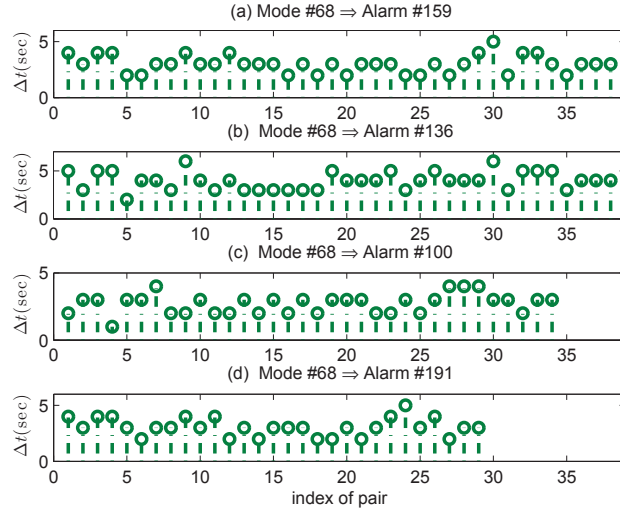 (a) Mode #68 ⇒ Alarm #159
5
Δt(sec)
0
0 5 10 15 20 25 30 35
(b) Mode #68 ⇒ Alarm #136
5
Δt(sec)
0
0 5 10 15 20 25 30 35
(c) Mode #68 ⇒ Alarm #100
5
Δt(sec)
0
0 5 10 15 20 25 30 35
(d) Mode #68 ⇒ Alarm #191
5
Δt(sec)
0
0 5 10 15 20 25 30 35
index of pair